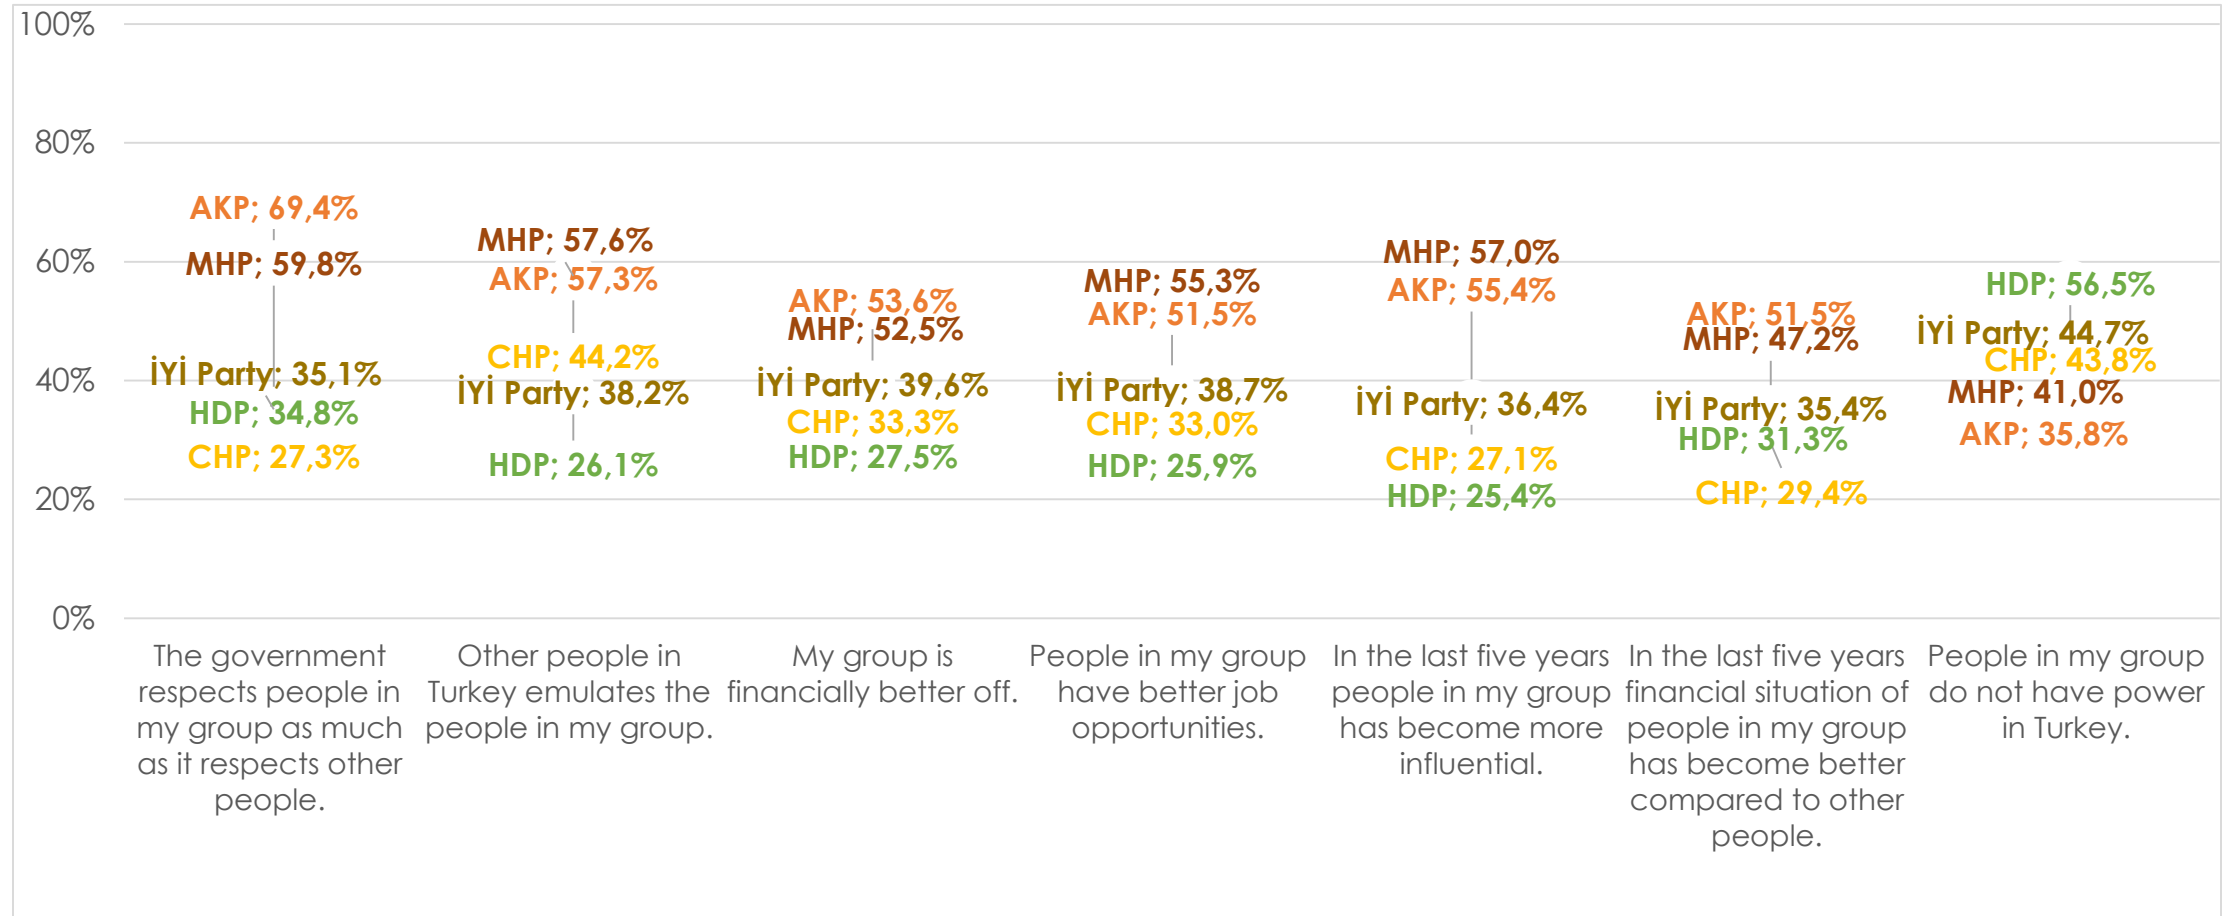 100%
80%
60%
40%
20%
0%
AKP; 69,4%
MHP; 59,8%
İYİ Party; 35,1%
HDP; 34,8%
CHP; 27,3%
MHP; 57,6%
AKP; 57,3%
CHP; 44,2%
İYİ Party; 38,2%
HDP; 26,1%
AKP; 53,6%
MHP; 52,5%
İYİ Party; 39,6%
CHP; 33,3%
HDP; 27,5%
MHP; 55,3%
AKP; 51,5%
İYİ Party; 38,7%
CHP; 33,0%
HDP; 25,9%
MHP; 57,0%
AKP; 55,4%
İYİ Party; 36,4%
CHP; 27,1%
HDP; 25,4%
AKP; 51,5%
MHP; 47,2%
İYİ Party; 35,4%
HDP; 31,3%
CHP; 29,4%
HDP; 56,5%
İYİ Party; 44,7%
CHP; 43,8%
MHP; 41,0%
AKP; 35,8%
The government
respects people in
my group as much
as it respects other
people.
Other people in
Turkey emulates the
people in my group.
My group is
financially better off.
People in my group
have better job
opportunities.
In the last five years
people in my group
has become more
influential.
In the last five years
financial situation of
people in my group
has become better
compared to other
people.
People in my group
do not have power
in Turkey.